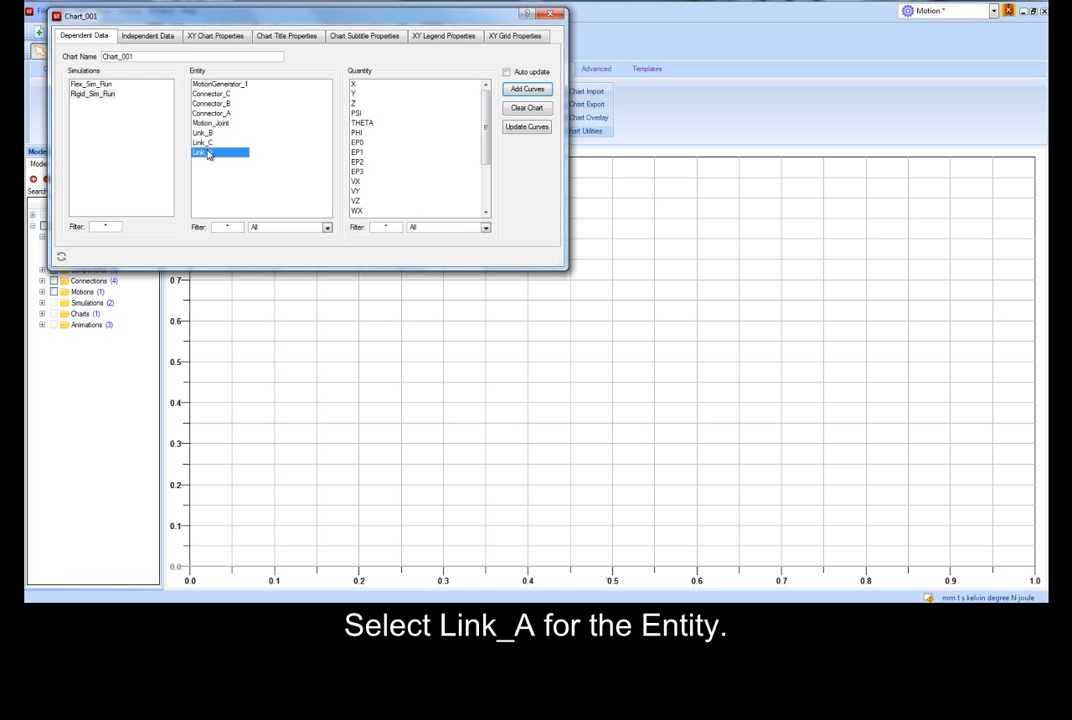 Chart_001
Motion *
Dependent Data
Independent Data
XY Chart Properties
Chart Title Properties
Chart Subtitle Properties
XY Legend Properties
XY Grid Properties
Chart Name
Chart_001
Advanced
Templates
Simulations
Entity
Quantity
Auto update
Flex_Sim_Run
Rigid_Sim_Run
MotionGenerator_1
Connector_C
Connector_B
Connector_A
Motion_Joint
Link_B
Link_C
X
Y
Z
PSI
THETA
PHI
EP0
EP1
EP2
EP3
VX
VY
VZ
WX
Add Curves
Clear Chart
Update Curves
Chart Import
Chart Export
Chart Overlay
Filter: *
Filter: *
All
Filter: *
All
Connections (4)
Motions (1)
Simulations (2)
Charts (1)
Animations (3)
0.7
0.6
0.5
0.4
0.3
0.2
0.1
0.0
0.0 0.1 0.2 0.3 0.4 0.5 0.6 0.7 0.8 0.9 1.0
mm t s kelvin degree N joule
Select Link_A for the Entity.